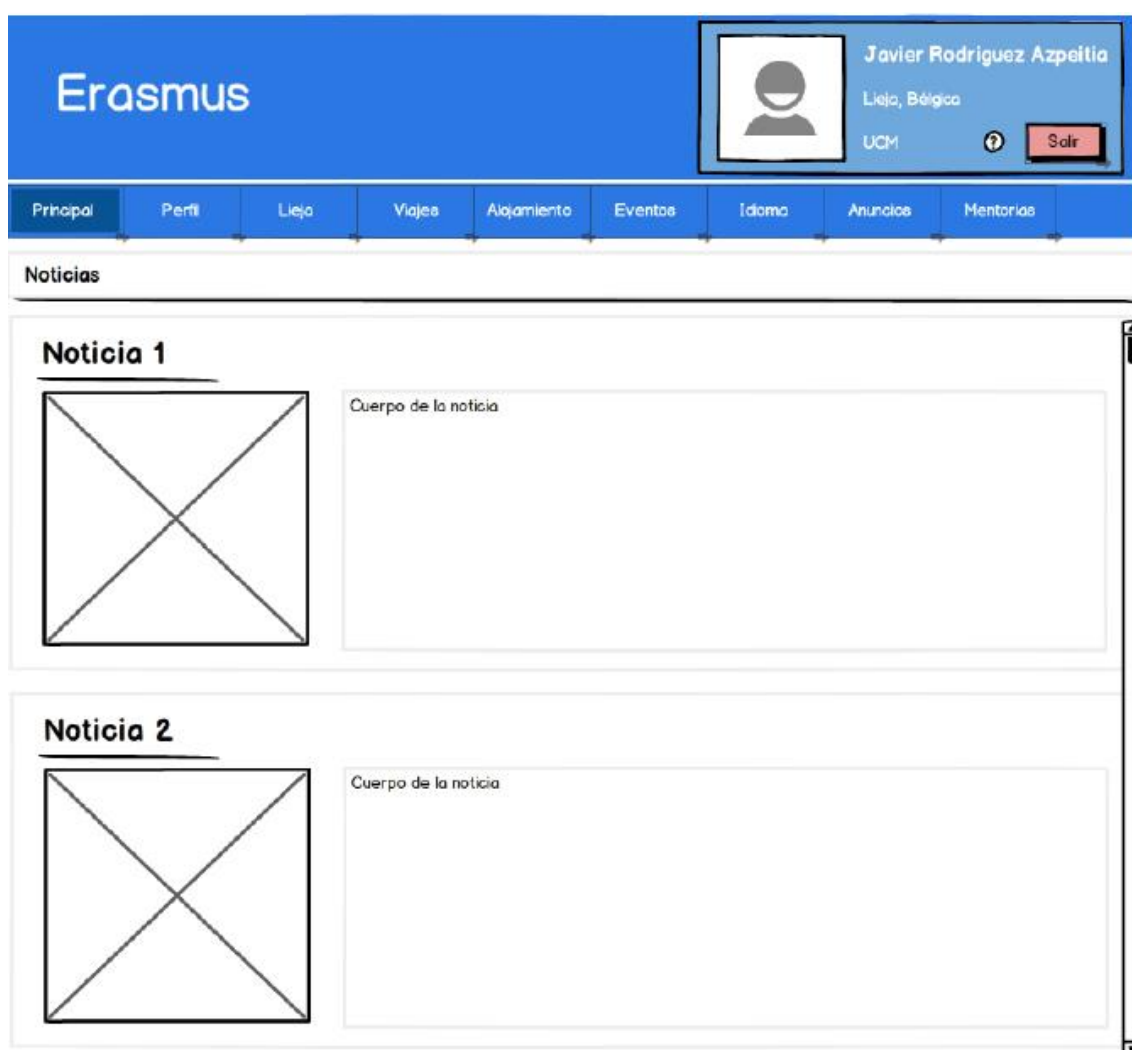 Erasmus
Javier Rodriguez Azpeitia
Lieja, Bélgica
UCM
?
Salir
Principal
Perfil
Lieja
Viajes
Alojamiento
Eventos
Idioma
Anuncios
Mentorias
Noticias
Noticia 1
Cuerpo de la noticia
Noticia 2
Cuerpo de la noticia